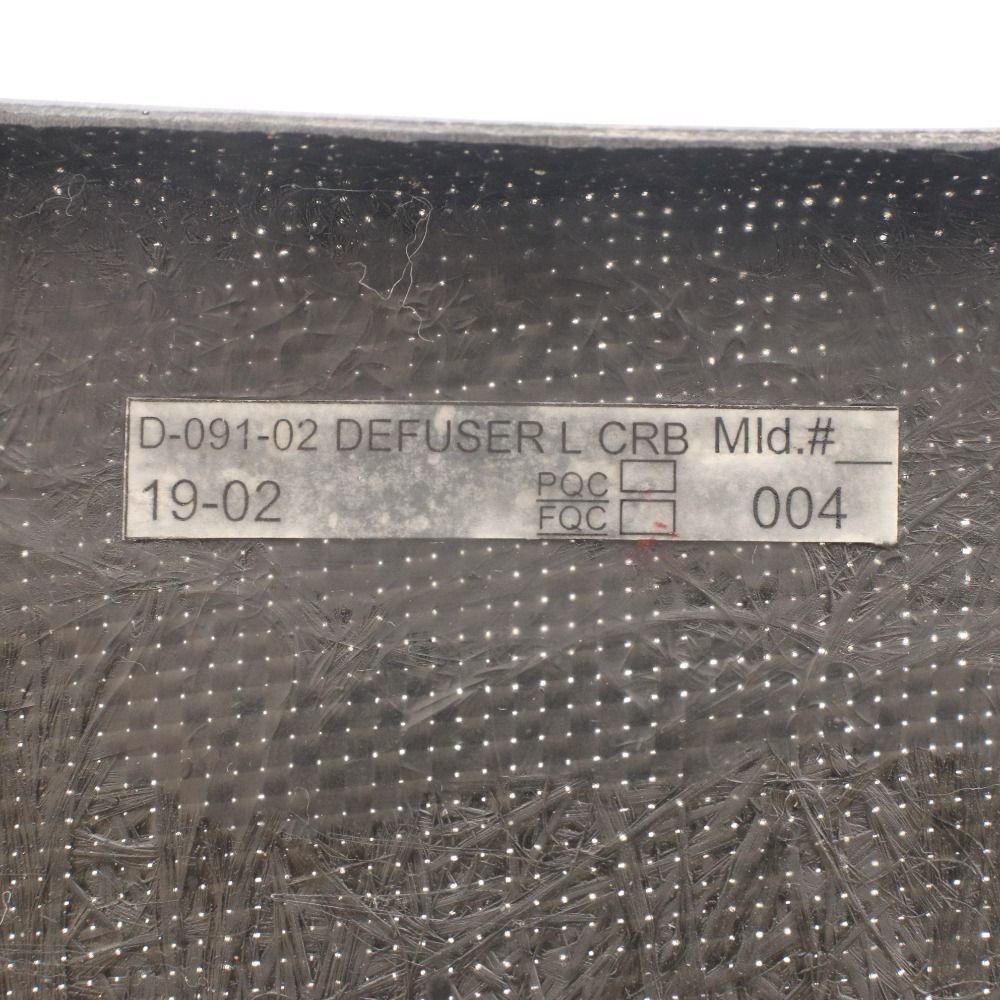 D-091-02 DEFUSER L CRB Mld.#___
19-02 PQC 004
FQC